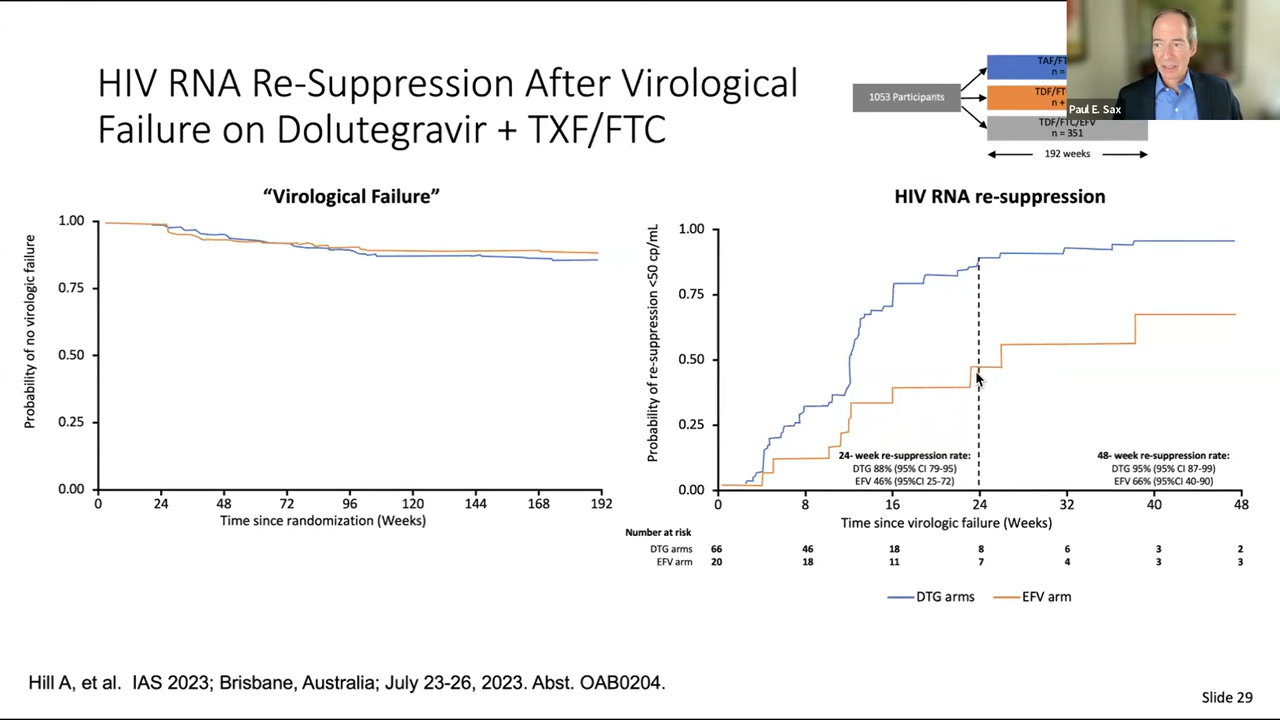 HIV RNA Re-Suppression After Virological
Failure on Dolutegravir + TXF/FTC
1053 Participants
TAF/FT
n =
TDF/FT
n +
TDF/FTC/EFV
n = 351
192 weeks
Paul E. Sax
“Virological Failure”
Probability of no virologic failure
1.00
0.75
0.50
0.25
0.00
0 24 48 72 96 120 144 168 192
Time since randomization (Weeks)
HIV RNA re-suppression
Probability of re-suppression <50 cp/mL
1.00
0.75
0.50
0.25
0.00
24- week re-suppression rate:
DTG 88% (95% CI 79-95)
EFV 46% (95%CI 25-72)
48- week re-suppression rate:
DTG 95% (95% CI 87-99)
EFV 66% (95%CI 40-90)
0 8 16 24 32 40 48
Time since virologic failure (Weeks)
Number at risk
DTG arms 66 46 18 8 6 3 2
EFV arm 20 18 11 7 4 3 3
DTG arms EFV arm
Hill A, et al. IAS 2023; Brisbane, Australia; July 23-26, 2023. Abst. OAB0204.
Slide 29